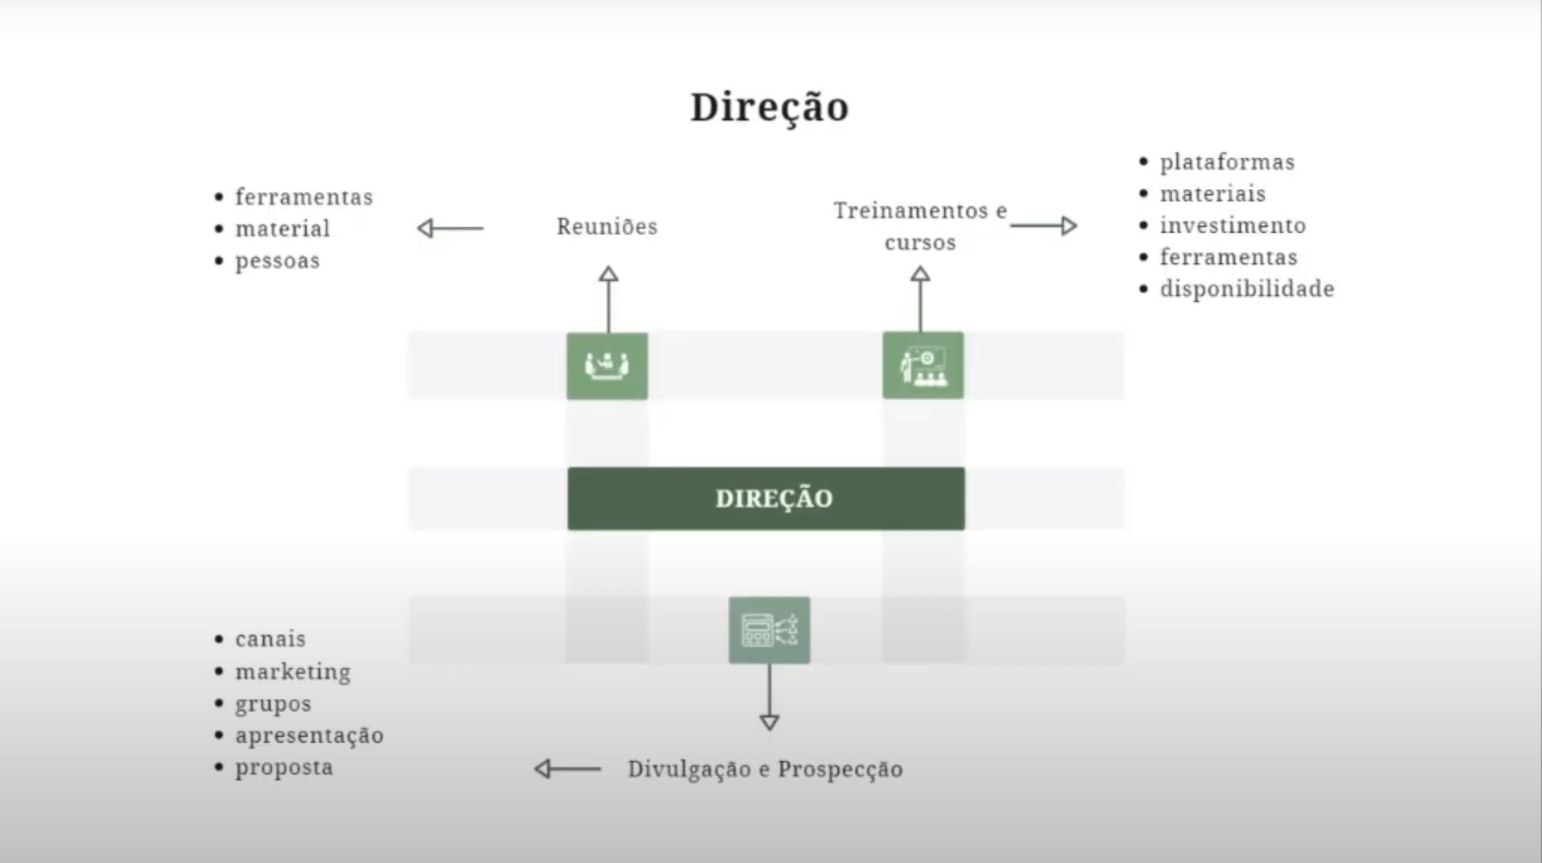 Direção
• ferramentas
• material
• pessoas
Reuniões
Treinamentos e
cursos
• plataformas
• materiais
• investimento
• ferramentas
• disponibilidade
DIREÇÃO
• canais
• marketing
• grupos
• apresentação
• proposta
Divulgação e Prospecção